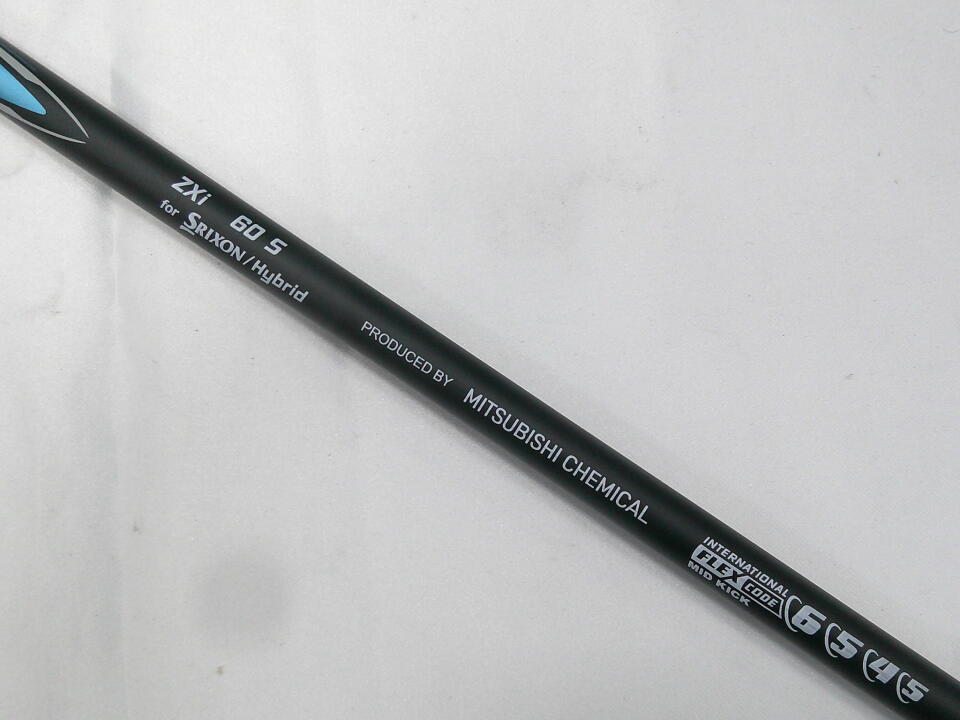 ZXi 60 S
for SRIXON/Hybrid
PRODUCED BY MITSUBISHI CHEMICAL
INTERNATIONAL
FLEX CODE
MID KICK
6 5 4 5